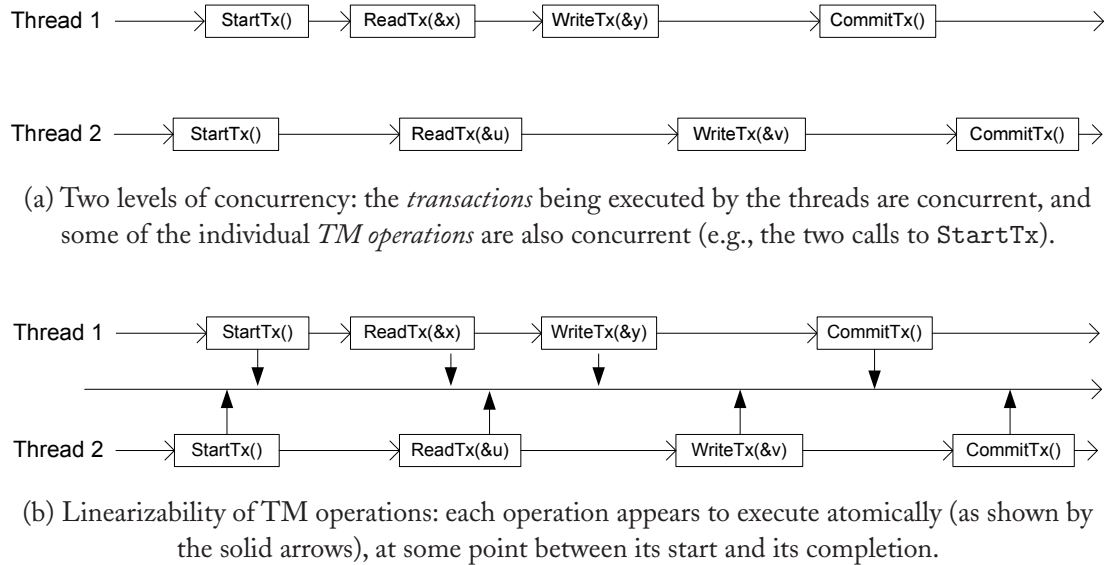 Thread 1 StartTx() ReadTx(&x) WriteTx(&y) CommitTx()
Thread 2 StartTx() ReadTx(&u) WriteTx(&v) CommitTx()
(a) Two levels of concurrency: the transactions being executed by the threads are concurrent, and
some of the individual TM operations are also concurrent (e.g., the two calls to StartTx).
Thread 1 StartTx() ReadTx(&x) WriteTx(&y) CommitTx()
Thread 2 StartTx() ReadTx(&u) WriteTx(&v) CommitTx()
(b) Linearizability of TM operations: each operation appears to execute atomically (as shown by
the solid arrows), at some point between its start and its completion.